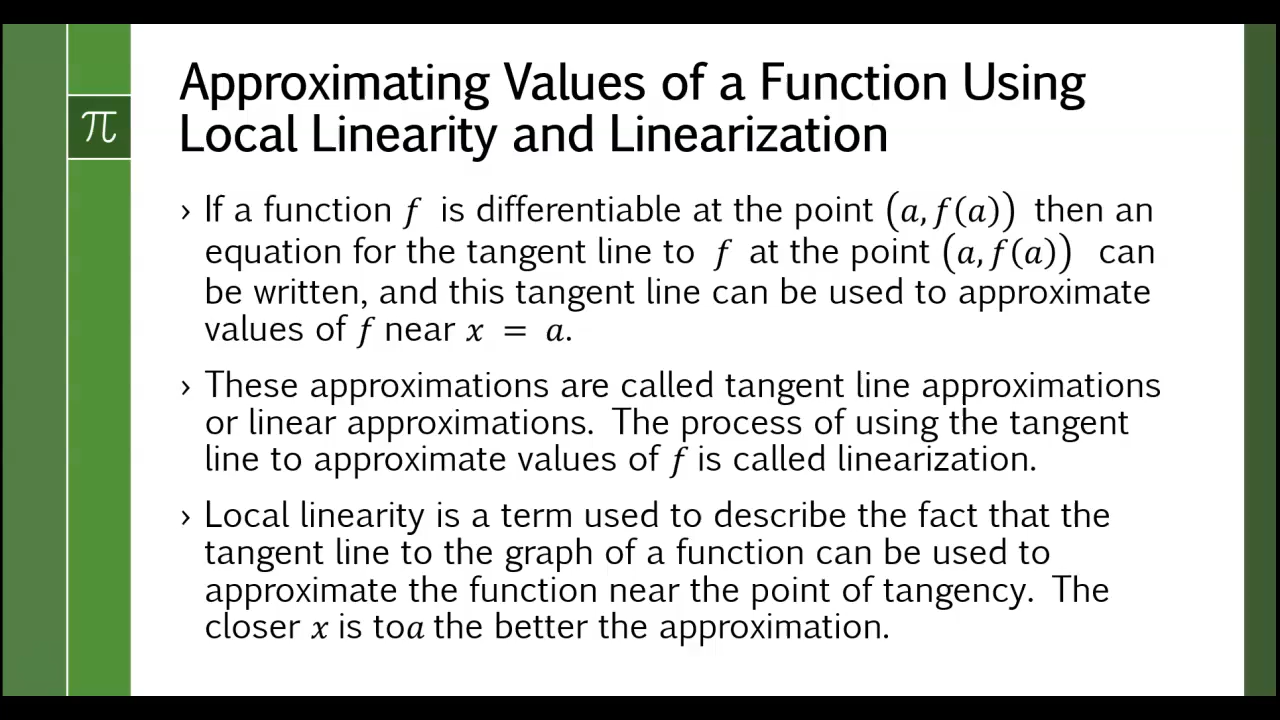 Approximating Values of a Function Using
Local Linearity and Linearization
π
› If a function f is differentiable at the point (a, f(a)) then an
equation for the tangent line to f at the point (a, f(a)) can
be written, and this tangent line can be used to approximate
values of f near x = a.
› These approximations are called tangent line approximations
or linear approximations. The process of using the tangent
line to approximate values of f is called linearization.
› Local linearity is a term used to describe the fact that the
tangent line to the graph of a function can be used to
approximate the function near the point of tangency. The
closer x is toa the better the approximation.